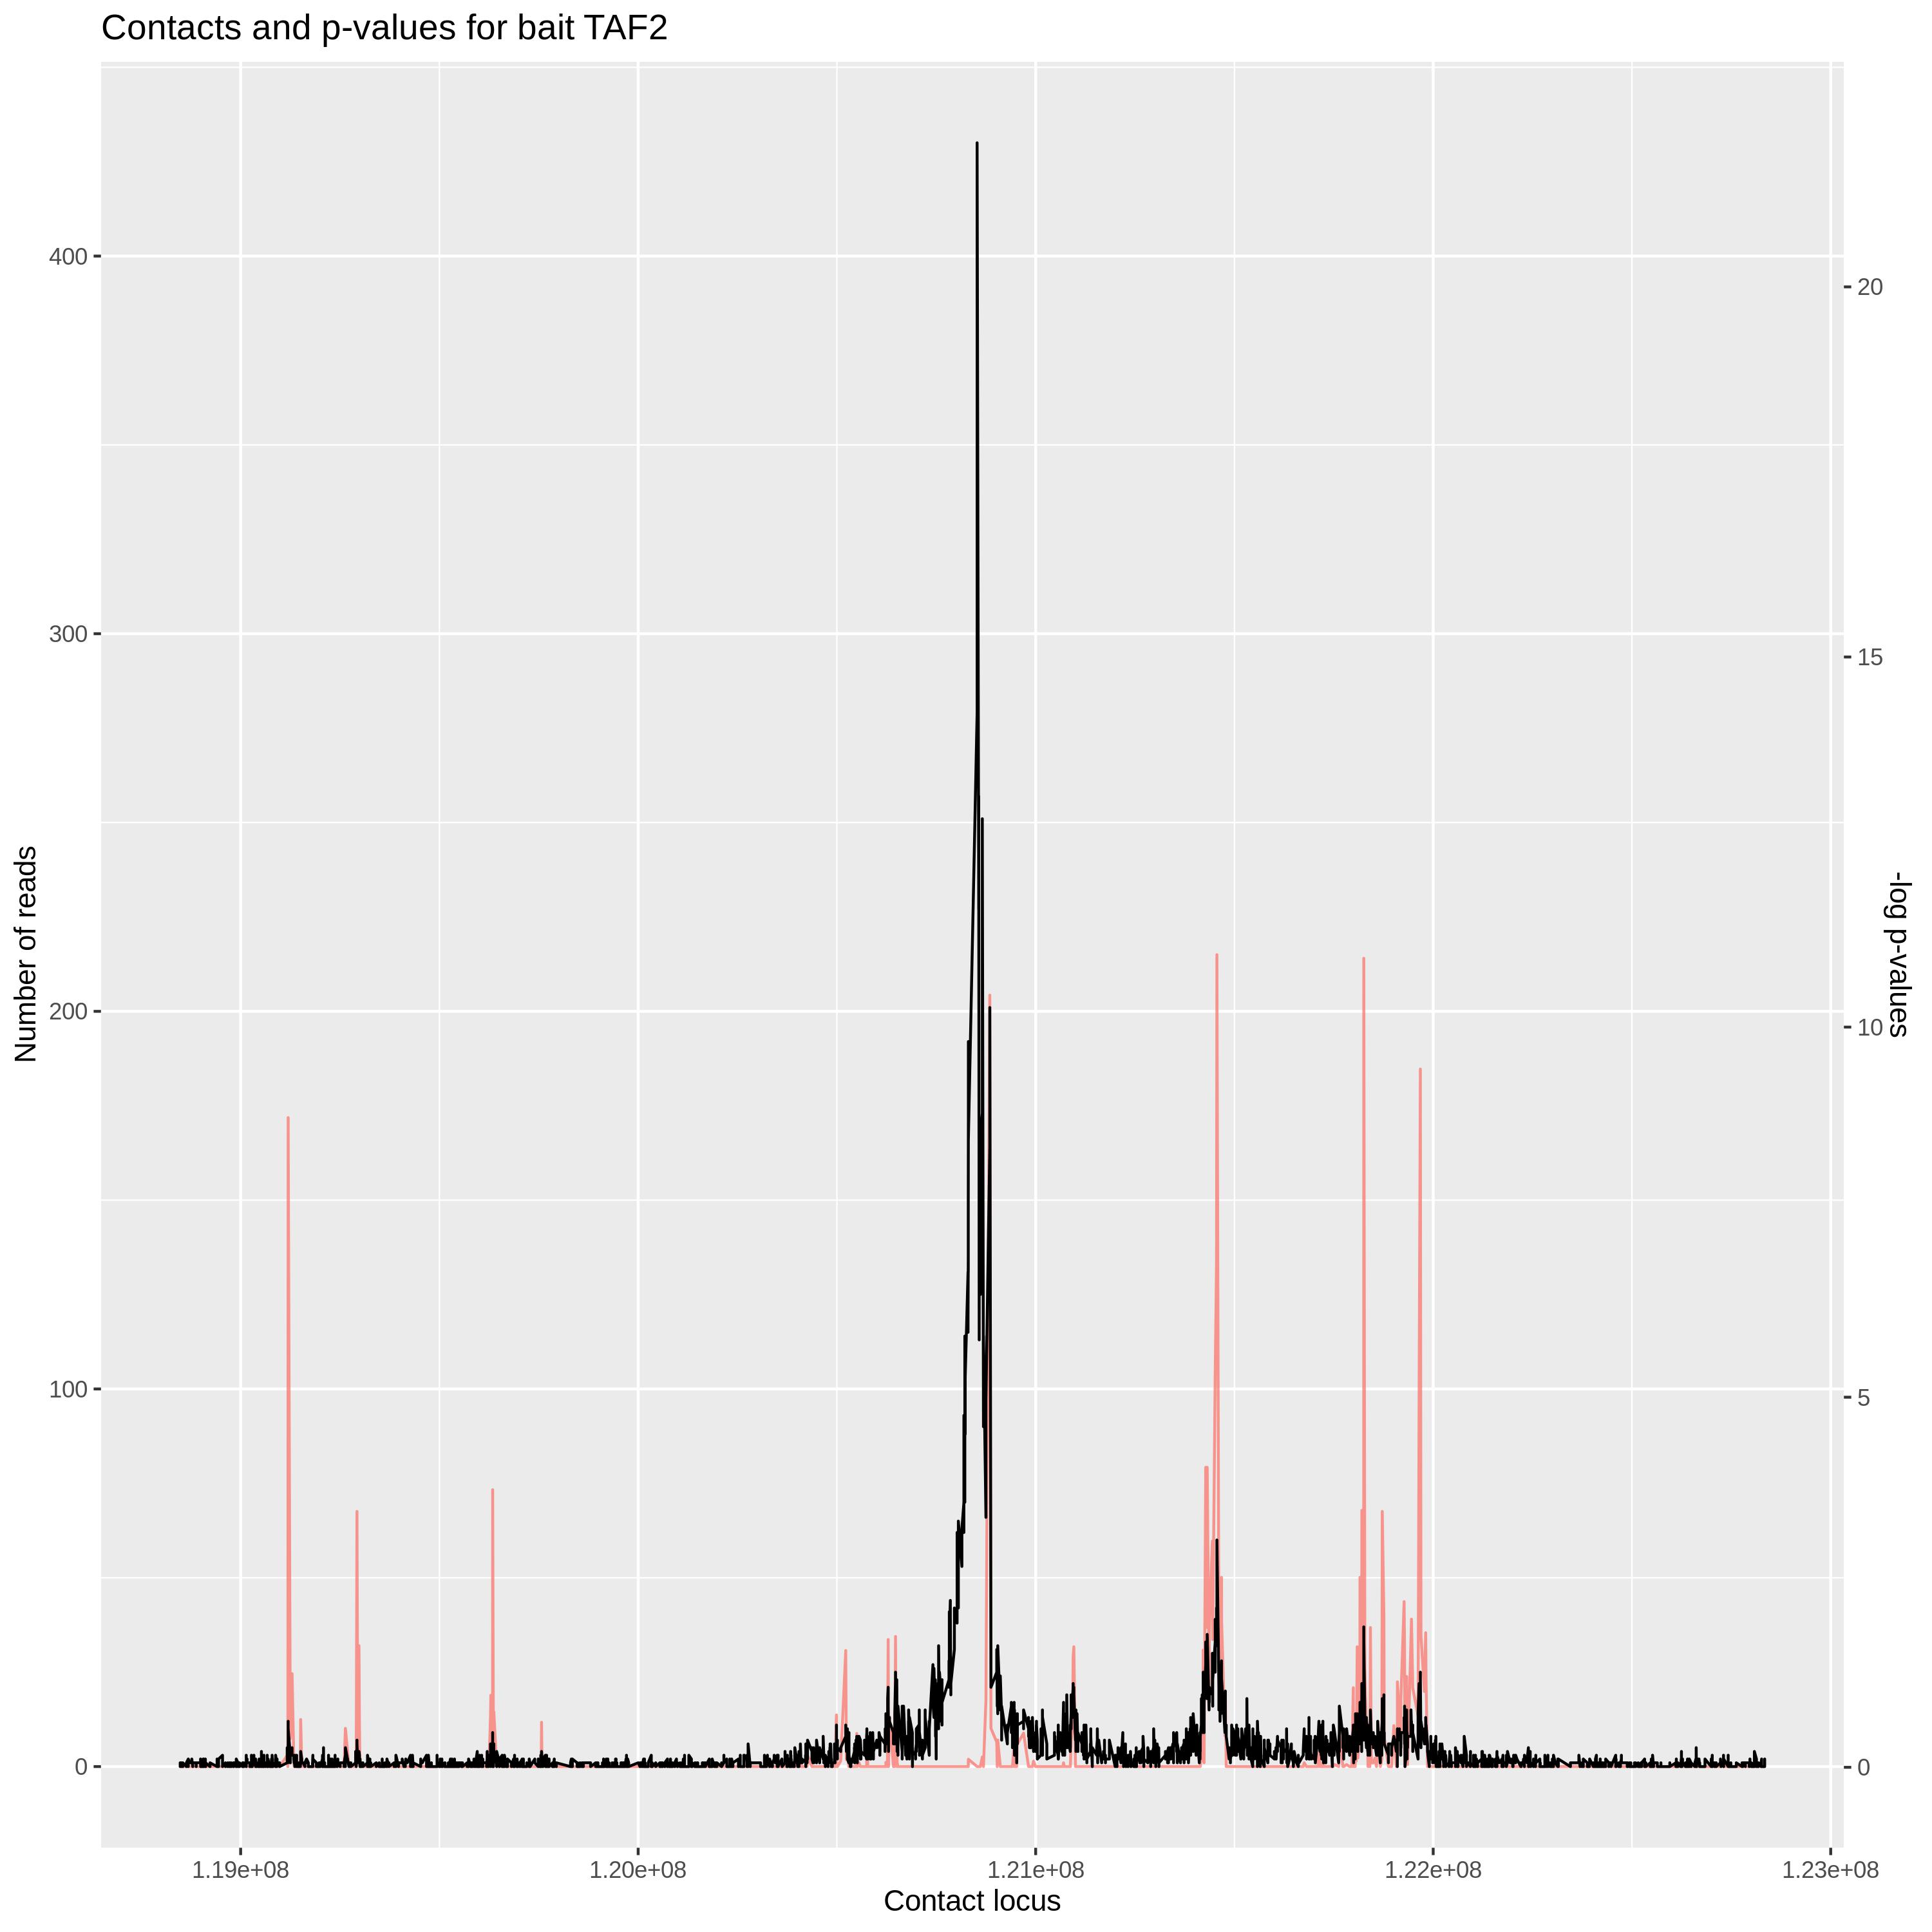 Contacts and p-values for bait TAF2
400
300
200
100
0
Number of reads
20
15
10
5
0
-log p-values
1.19e+08
1.20e+08
1.21e+08
1.22e+08
1.23e+08
Contact locus